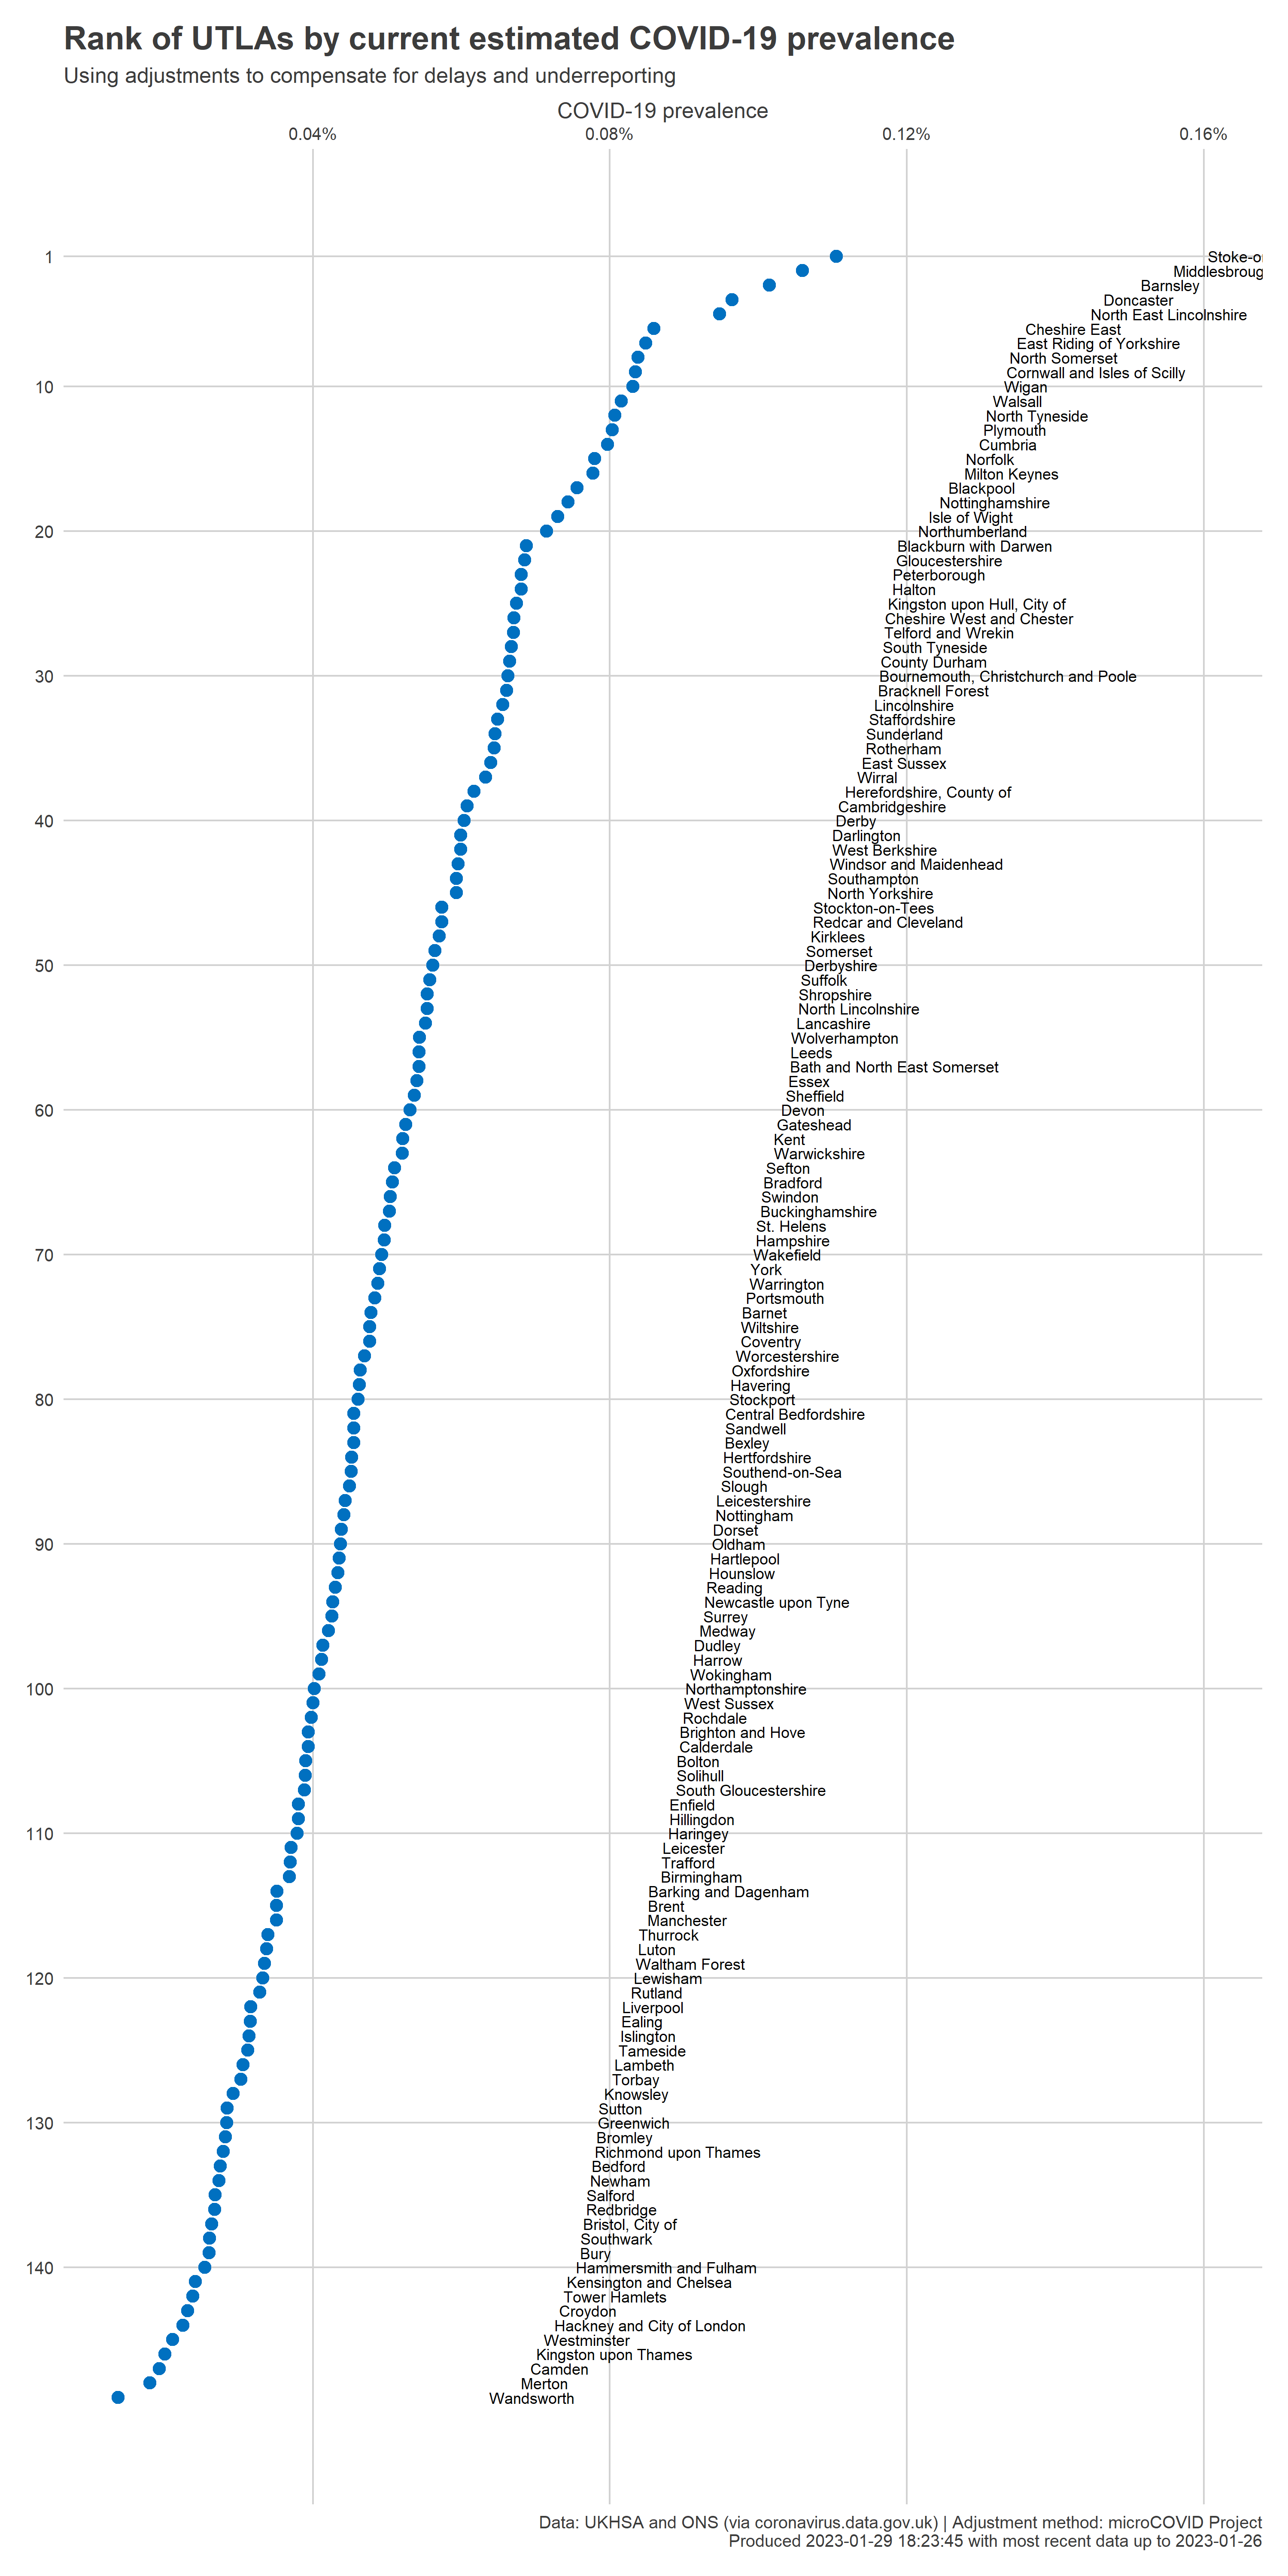 Rank of UTLAs by current estimated COVID-19 prevalence
Using adjustments to compensate for delays and underreporting
COVID-19 prevalence
0.04% 0.08% 0.12% 0.16%
1 Stoke-o
Middlesbroug
Barnsley
Doncaster
North East Lincolnshire
Cheshire East
East Riding of Yorkshire
North Somerset
Cornwall and Isles of Scilly
10 Wigan
Walsall
North Tyneside
Plymouth
Cumbria
Norfolk
Milton Keynes
Blackpool
Nottinghamshire
Isle of Wight
20 Northumberland
Blackburn with Darwen
Gloucestershire
Peterborough
Halton
Kingston upon Hull, City of
Cheshire West and Chester
Telford and Wrekin
South Tyneside
County Durham
30 Bournemouth, Christchurch and Poole
Bracknell Forest
Lincolnshire
Staffordshire
Sunderland
Rotherham
East Sussex
Wirral
Herefordshire, County of
Cambridgeshire
40 Derby
Darlington
West Berkshire
Windsor and Maidenhead
Southampton
North Yorkshire
Stockton-on-Tees
Redcar and Cleveland
Kirklees
Somerset
50 Derbyshire
Suffolk
Shropshire
North Lincolnshire
Lancashire
Wolverhampton
Leeds
Bath and North East Somerset
Essex
Sheffield
60 Devon
Gateshead
Kent
Warwickshire
Sefton
Bradford
Swindon
Buckinghamshire
St. Helens
Hampshire
70 Wakefield
York
Warrington
Portsmouth
Barnet
Wiltshire
Coventry
Worcestershire
Oxfordshire
Havering
80 Stockport
Central Bedfordshire
Sandwell
Bexley
Hertfordshire
Southend-on-Sea
Slough
Leicestershire
Nottingham
Dorset
90 Oldham
Hartlepool
Hounslow
Reading
Newcastle upon Tyne
Surrey
Medway
Dudley
Harrow
Wokingham
100 Northamptonshire
West Sussex
Rochdale
Brighton and Hove
Calderdale
Bolton
Solihull
South Gloucestershire
Enfield
Hillingdon
110 Haringey
Leicester
Trafford
Birmingham
Barking and Dagenham
Brent
Manchester
Thurrock
Luton
Waltham Forest
120 Lewisham
Rutland
Liverpool
Ealing
Islington
Tameside
Lambeth
Torbay
Knowsley
Sutton
130 Greenwich
Bromley
Richmond upon Thames
Bedford
Newham
Salford
Redbridge
Bristol, City of
Southwark
Bury
140 Hammersmith and Fulham
Kensington and Chelsea
Tower Hamlets
Croydon
Hackney and City of London
Westminster
Kingston upon Thames
Camden
Merton
Wandsworth
Data: UKHSA and ONS (via coronavirus.data.gov.uk) | Adjustment method: microCOVID Project
Produced 2023-01-29 18:23:45 with most recent data up to 2023-01-26